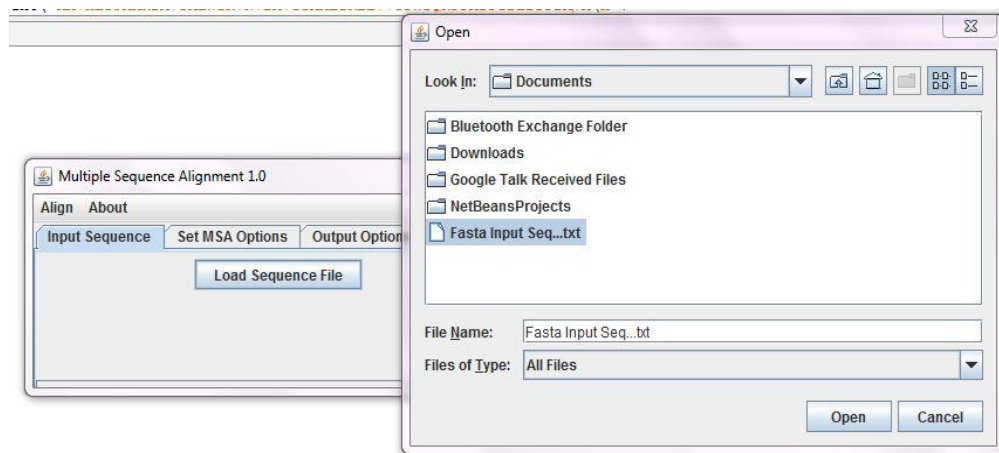 Open
Look In: Documents
Bluetooth Exchange Folder
Downloads
Google Talk Received Files
NetBeansProjects
Fasta Input Seq...txt
File Name: Fasta Input Seq...txt
Files of Type: All Files
Open Cancel
Multiple Sequence Alignment 1.0
Align About
Input Sequence Set MSA Options Output Option
Load Sequence File